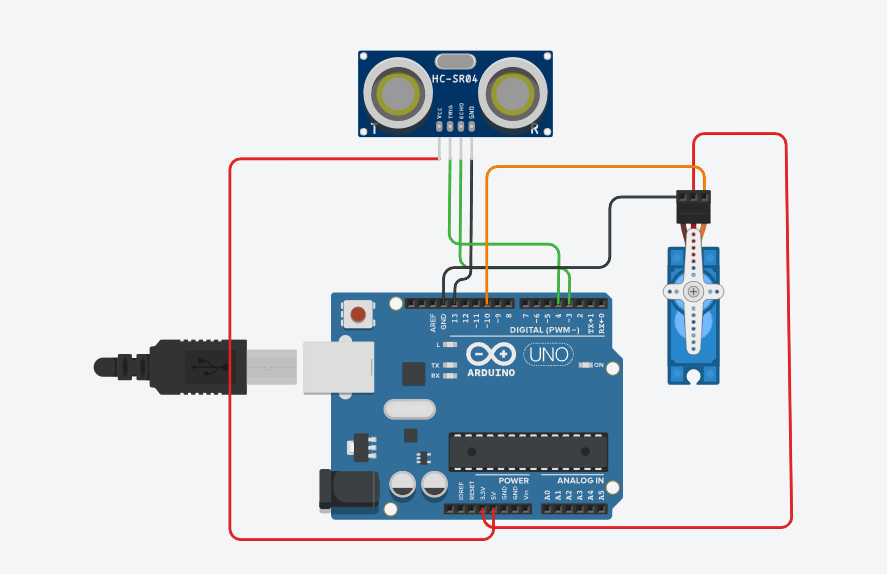 HC-SR04
Vcc
TRIG
ECHO
GND
T
R
AREF
GND
13
12
~11
~10
~9
8
7
~6
~5
4
~3
2
TX→1
RX←0
DIGITAL (PWM~)
L
TX
RX
ARDUINO
UNO
ON
POWER
ANALOG IN
IOREF
RESET
3.3V
5V
GND
GND
Vin
A0
A1
A2
A3
A4
A5